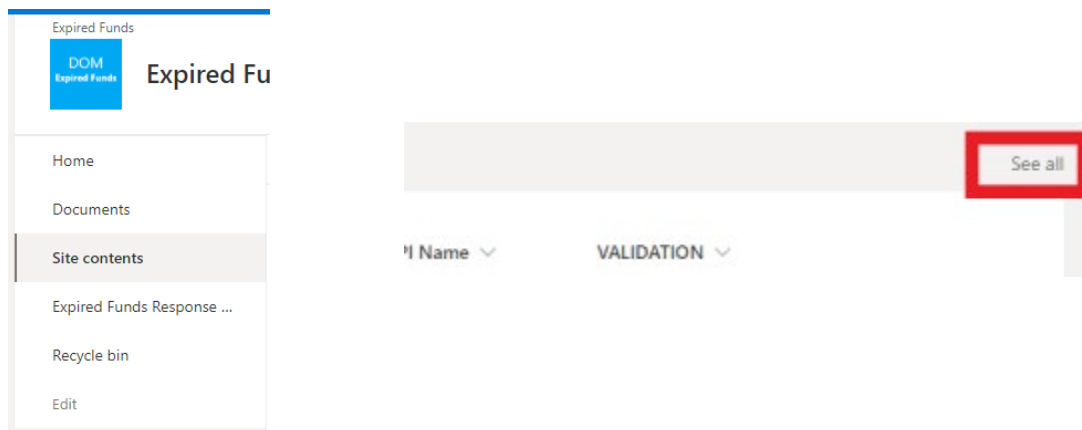 Expired Funds
DOM
Expired Funds
Expired Fu
Home
Documents
Site contents
Expired Funds Response ...
Recycle bin
Edit
See all
PI Name
VALIDATION